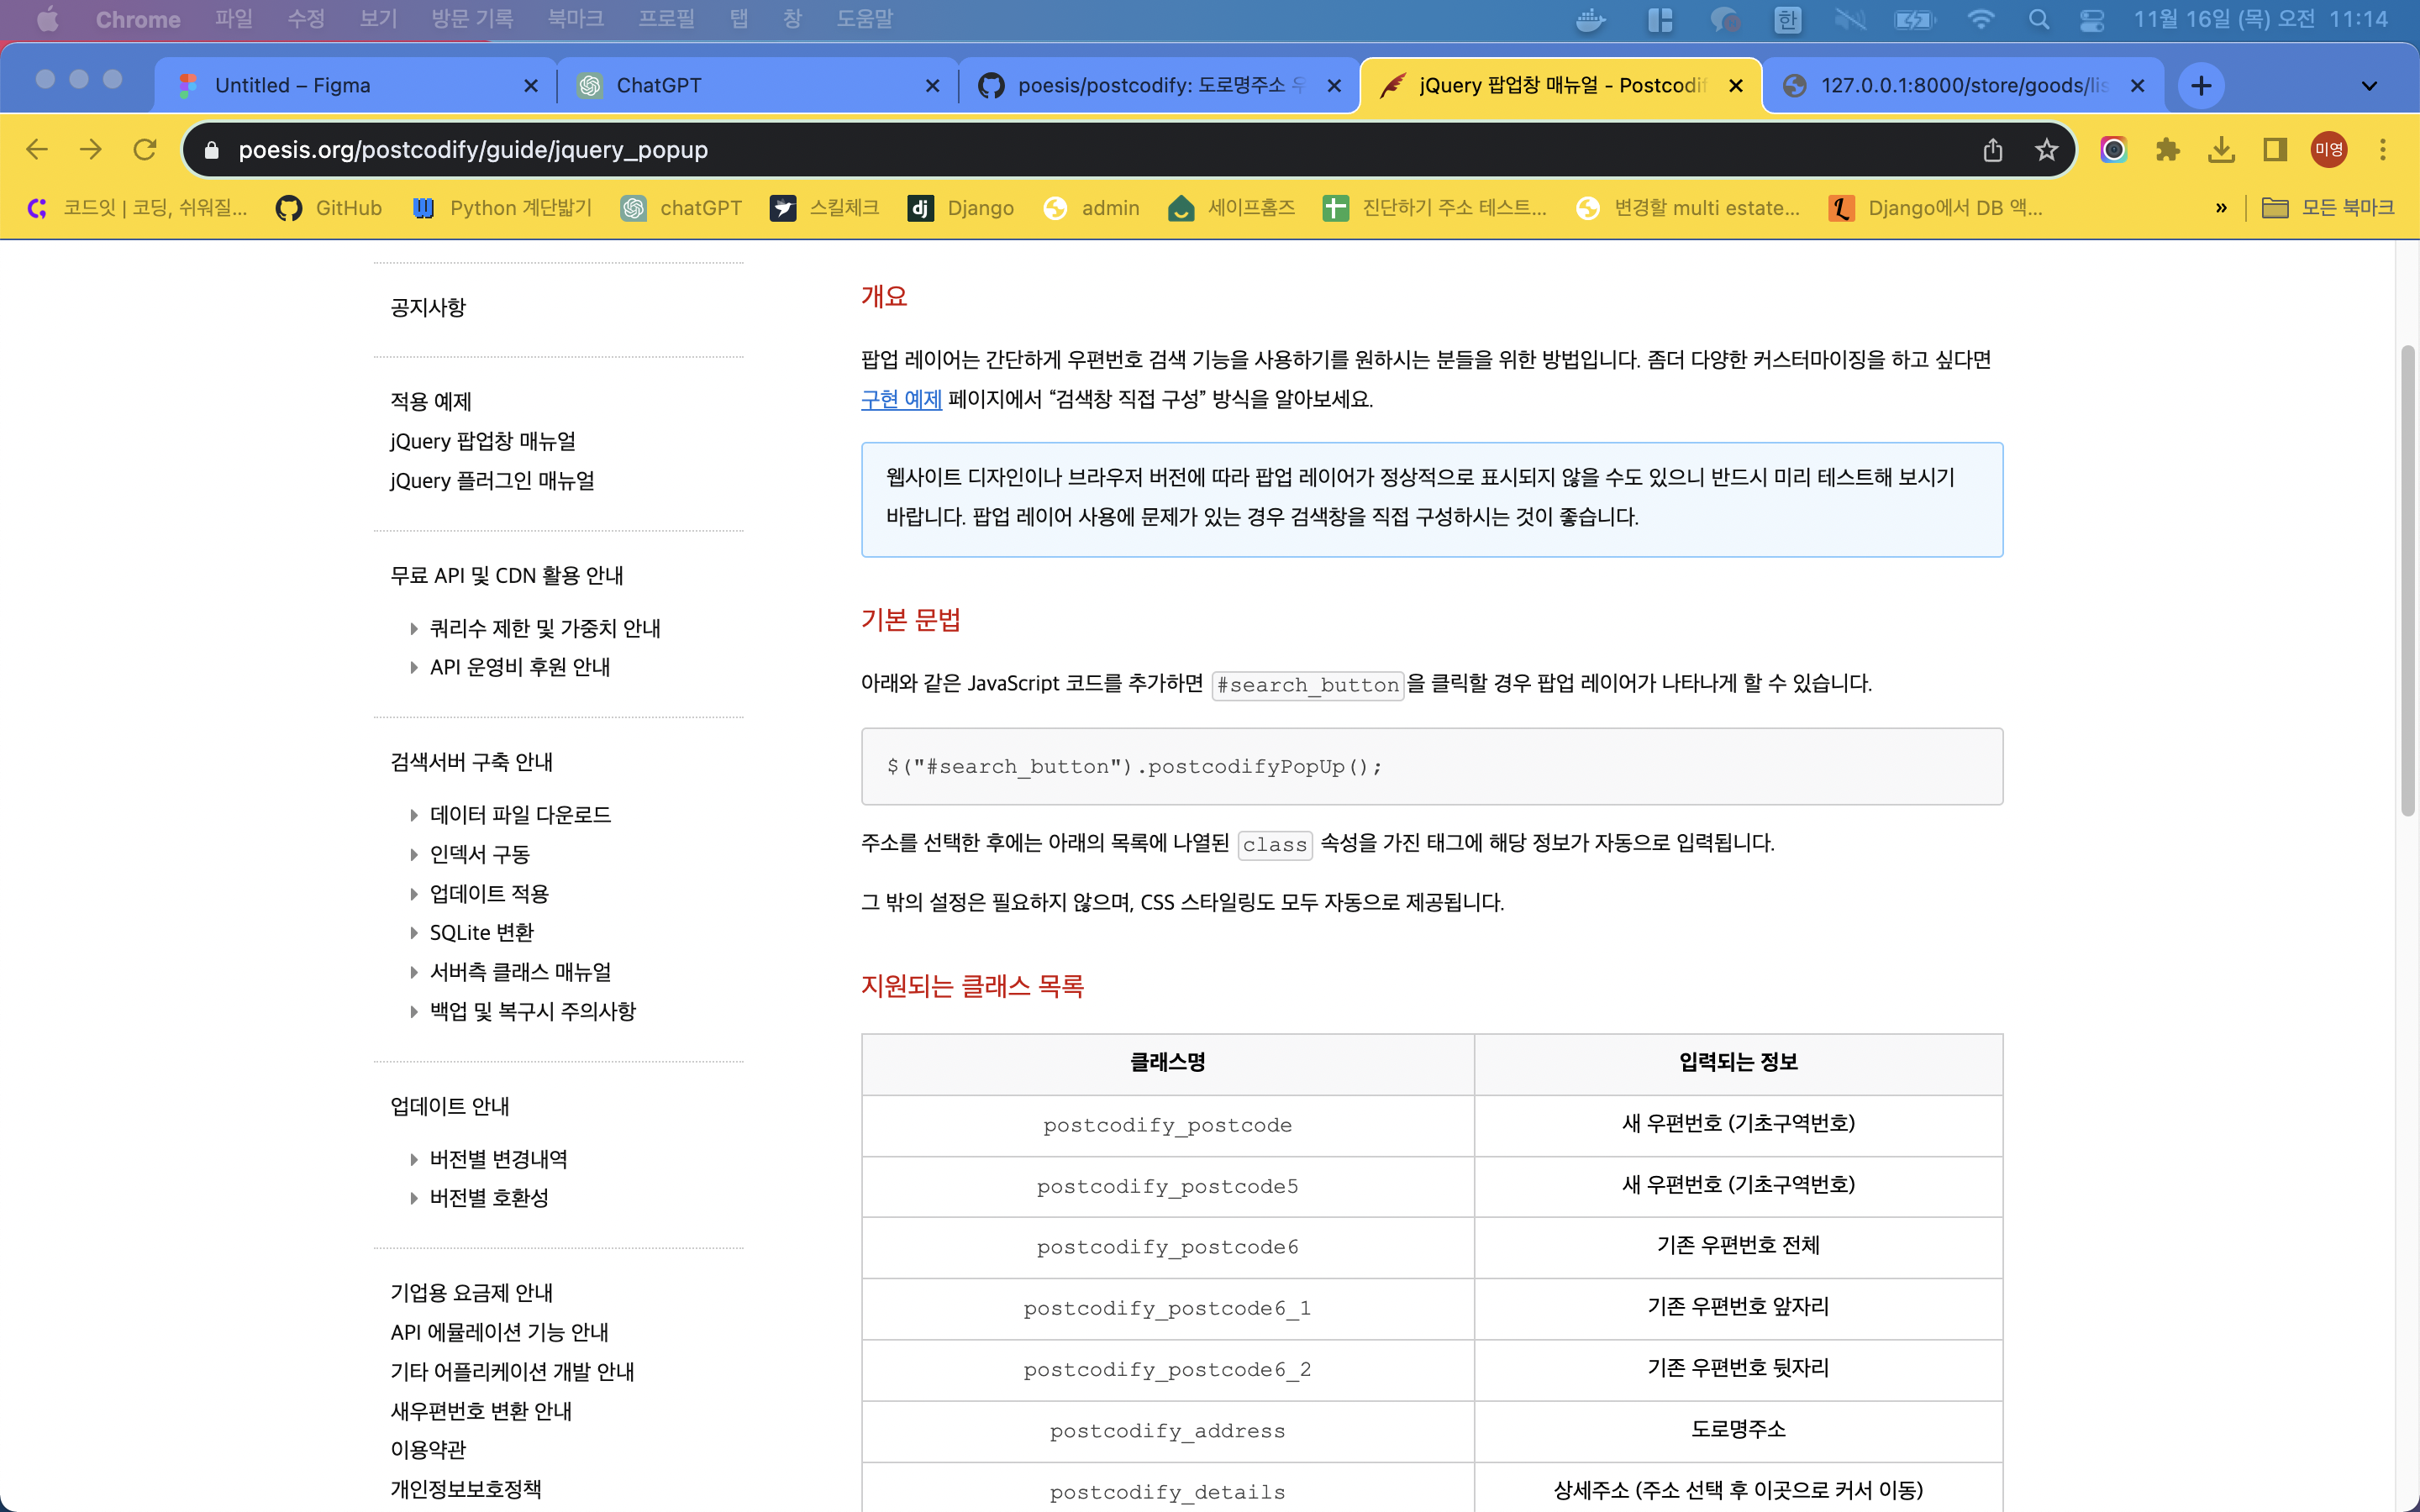 Chrome 파일 수정 보기 방문 기록 북마크 프로필 탭 창 도움말 한 11월 16일 (목) 오전 11:14
Untitled – Figma ChatGPT poesis/postcodify: 도로명주소 jQuery 팝업창 매뉴얼 - Postcodif 127.0.0.1:8000/store/goods/lis
poesis.org/postcodify/guide/jquery_popup 미영
코드잇 | 코딩, 쉬워질... GitHub Python 계단밟기 chatGPT 스킬체크 dj Django admin 세이프홈즈 진단하기 주소 테스트... 변경할 multi estate... Django에서 DB 액... » 모든 북마크
공지사항
적용 예제
jQuery 팝업창 매뉴얼
jQuery 플러그인 매뉴얼
무료 API 및 CDN 활용 안내
쿼리수 제한 및 가중치 안내
API 운영비 후원 안내
검색서버 구축 안내
데이터 파일 다운로드
인덱서 구동
업데이트 적용
SQLite 변환
서버측 클래스 매뉴얼
백업 및 복구시 주의사항
업데이트 안내
버전별 변경내역
버전별 호환성
기업용 요금제 안내
API 에뮬레이션 기능 안내
기타 어플리케이션 개발 안내
새우편번호 변환 안내
이용약관
개인정보보호정책
개요
팝업 레이어는 간단하게 우편번호 검색 기능을 사용하기를 원하시는 분들을 위한 방법입니다. 좀더 다양한 커스터마이징을 하고 싶다면
구현 예제 페이지에서 “검색창 직접 구성” 방식을 알아보세요.
웹사이트 디자인이나 브라우저 버전에 따라 팝업 레이어가 정상적으로 표시되지 않을 수도 있으니 반드시 미리 테스트해 보시기
바랍니다. 팝업 레이어 사용에 문제가 있는 경우 검색창을 직접 구성하시는 것이 좋습니다.
기본 문법
아래와 같은 JavaScript 코드를 추가하면 #search_button을 클릭할 경우 팝업 레이어가 나타나게 할 수 있습니다.
$("#search_button").postcodifyPopUp();
주소를 선택한 후에는 아래의 목록에 나열된 class 속성을 가진 태그에 해당 정보가 자동으로 입력됩니다.
그 밖의 설정은 필요하지 않으며, CSS 스타일링도 모두 자동으로 제공됩니다.
지원되는 클래스 목록
클래스명 입력되는 정보
postcodify_postcode 새 우편번호 (기초구역번호)
postcodify_postcode5 새 우편번호 (기초구역번호)
postcodify_postcode6 기존 우편번호 전체
postcodify_postcode6_1 기존 우편번호 앞자리
postcodify_postcode6_2 기존 우편번호 뒷자리
postcodify_address 도로명주소
postcodify_details 상세주소 (주소 선택 후 이곳으로 커서 이동)